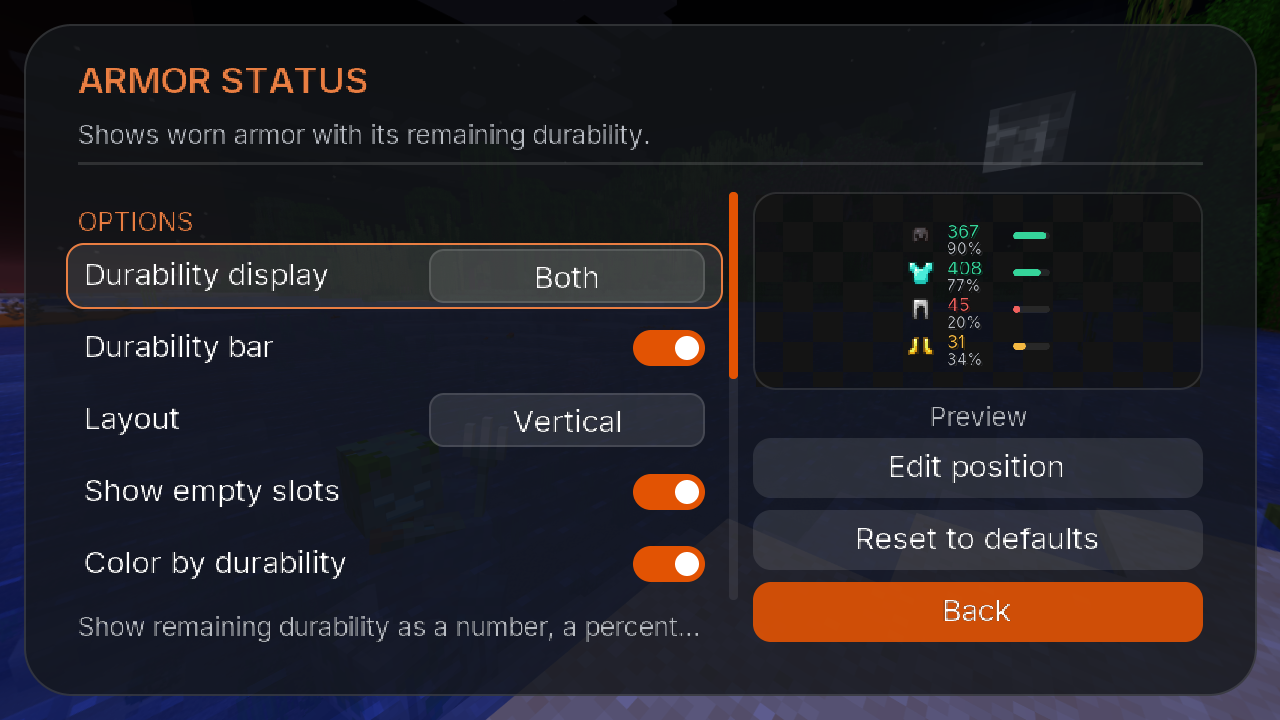 ARMOR STATUS
Shows worn armor with its remaining durability.
OPTIONS
Durability display
Both
Durability bar
Layout
Vertical
Show empty slots
Color by durability
Show remaining durability as a number, a percent...
367
90%
408
77%
45
20%
31
34%
Preview
Edit position
Reset to defaults
Back